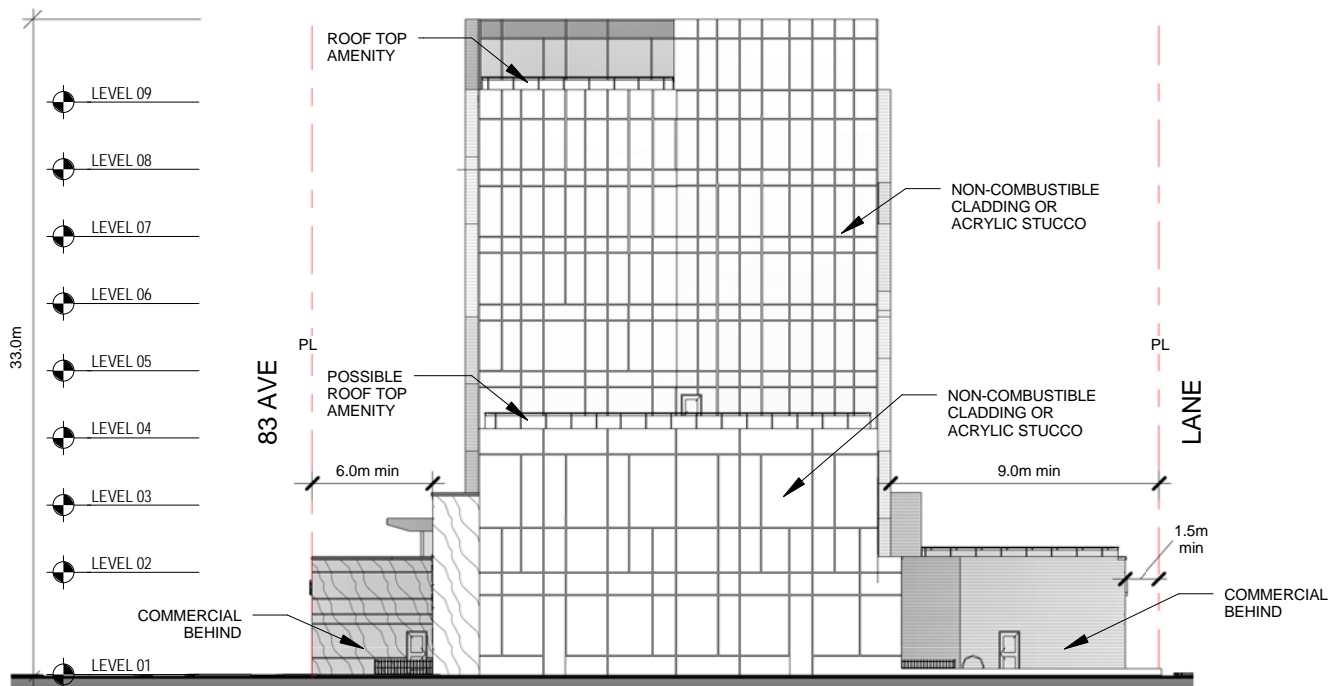 ROOF TOP
AMENITY
LEVEL 09
LEVEL 08
LEVEL 07
LEVEL 06
LEVEL 05
LEVEL 04
LEVEL 03
LEVEL 02
LEVEL 01
33.0m
PL
83 AVE
POSSIBLE
ROOF TOP
AMENITY
6.0m min
COMMERCIAL
BEHIND
NON-COMBUSTIBLE
CLADDING OR
ACRYLIC STUCCO
PL
LANE
NON-COMBUSTIBLE
CLADDING OR
ACRYLIC STUCCO
9.0m min
1.5m
min
COMMERCIAL
BEHIND